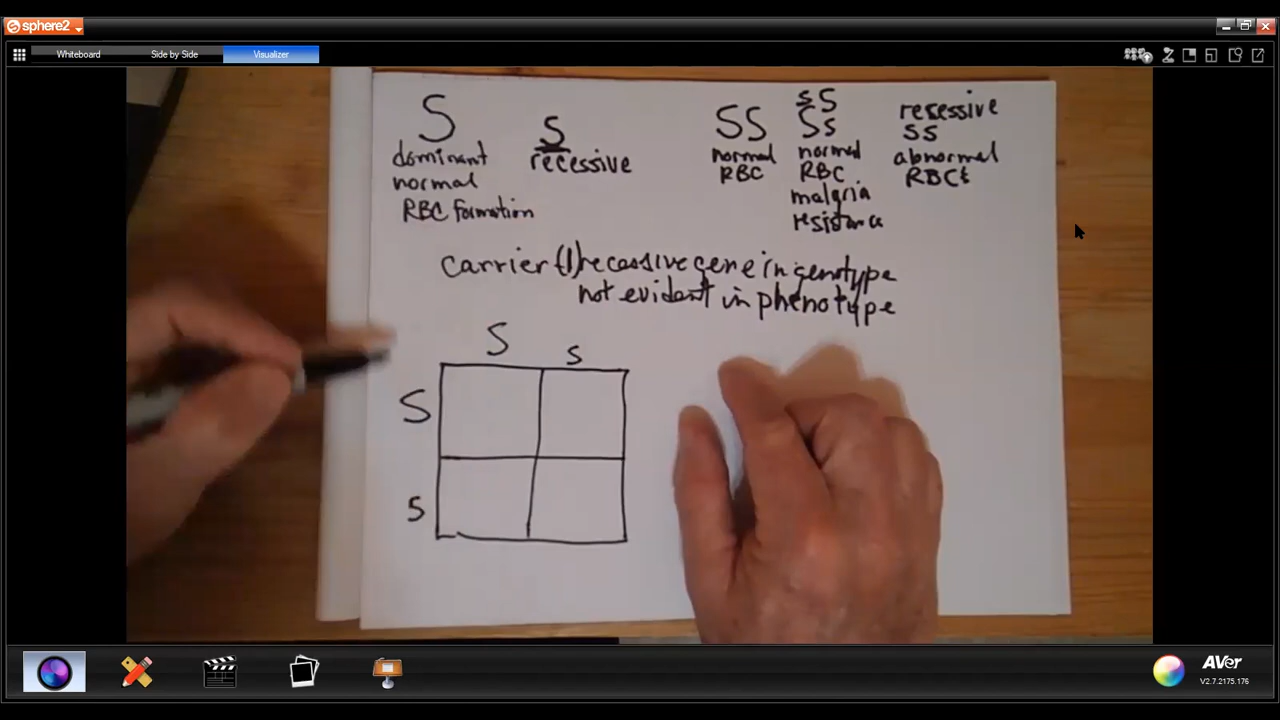 sphere2
Whiteboard Side by Side Visualizer
S
dominant
normal
RBC Formation
s
recessive
SS
normal
RBC
sS
Ss
normal
RBC
malaria
resistance
recessive
ss
abnormal
RBCs
carrier (1) recessive gene in genotype
not evident in phenotype
S s
S
s
AVer
V2.7.2175.176